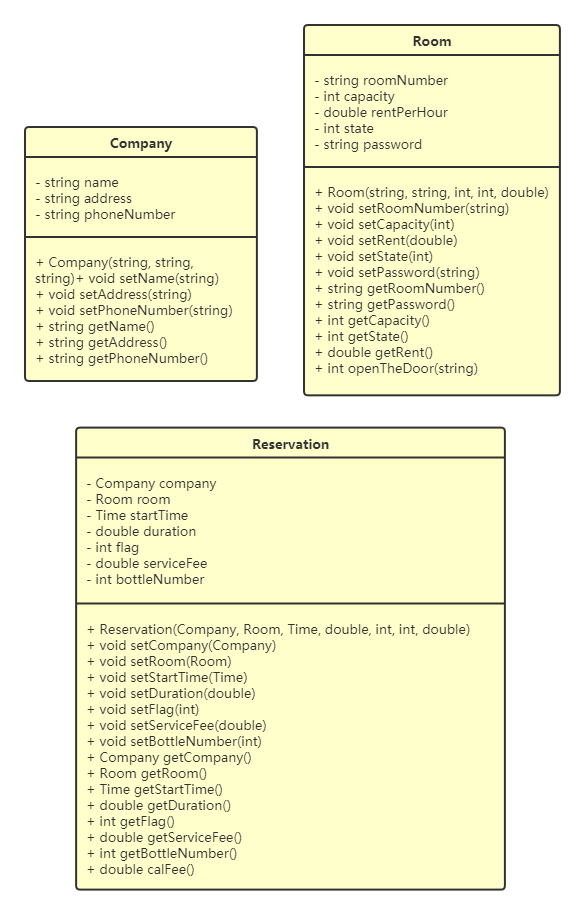 Company
- string name
- string address
- string phoneNumber
+ Company(string, string,
string)+ void setName(string)
+ void setAddress(string)
+ void setPhoneNumber(string)
+ string getName()
+ string getAddress()
+ string getPhoneNumber()
Room
- string roomNumber
- int capacity
- double rentPerHour
- int state
- string password
+ Room(string, string, int, int, double)
+ void setRoomNumber(string)
+ void setCapacity(int)
+ void setRent(double)
+ void setState(int)
+ void setPassword(string)
+ string getRoomNumber()
+ string getPassword()
+ int getCapacity()
+ int getState()
+ double getRent()
+ int openTheDoor(string)
Reservation
- Company company
- Room room
- Time startTime
- double duration
- int flag
- double serviceFee
- int bottleNumber
+ Reservation(Company, Room, Time, double, int, int, double)
+ void setCompany(Company)
+ void setRoom(Room)
+ void setStartTime(Time)
+ void setDuration(double)
+ void setFlag(int)
+ void setServiceFee(double)
+ void setBottleNumber(int)
+ Company getCompany()
+ Room getRoom()
+ Time getStartTime()
+ double getDuration()
+ int getFlag()
+ double getServiceFee()
+ int getBottleNumber()
+ double calFee()